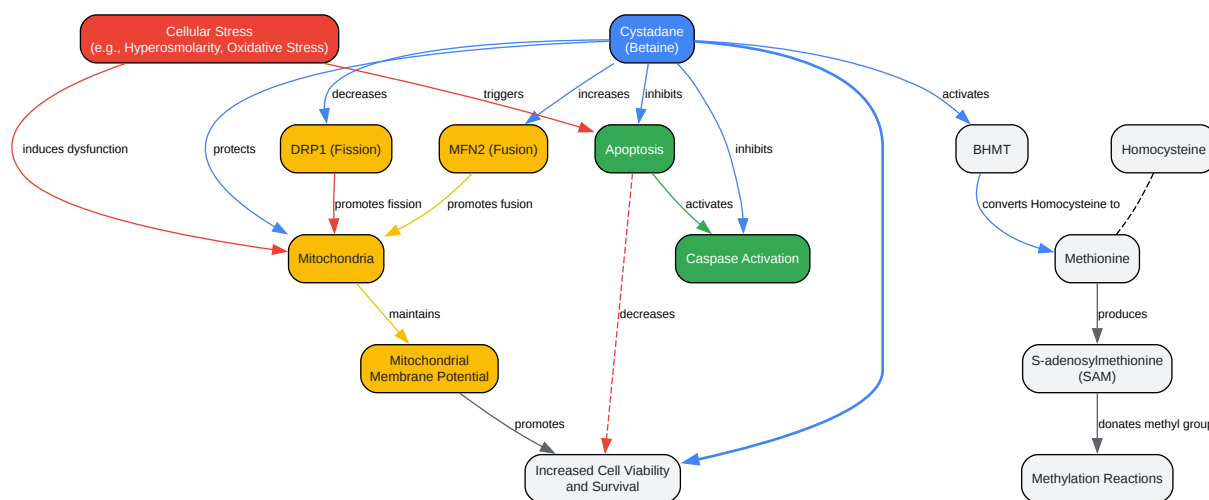 Cellular Stress
(e.g., Hyperosmolarity, Oxidative Stress)
Cystadane
(Betaine)
decreases
triggers
increases
inhibits
activates
induces dysfunction
protects
DRP1 (Fission)
MFN2 (Fusion)
Apoptosis
inhibits
BHMT
Homocysteine
promotes fission
promotes fusion
activates
converts Homocysteine to
Mitochondria
Caspase Activation
Methionine
maintains
decreases
produces
Mitochondrial
Membrane Potential
S-adenosylmethionine
(SAM)
promotes
donates methyl group
Increased Cell Viability
and Survival
Methylation Reactions